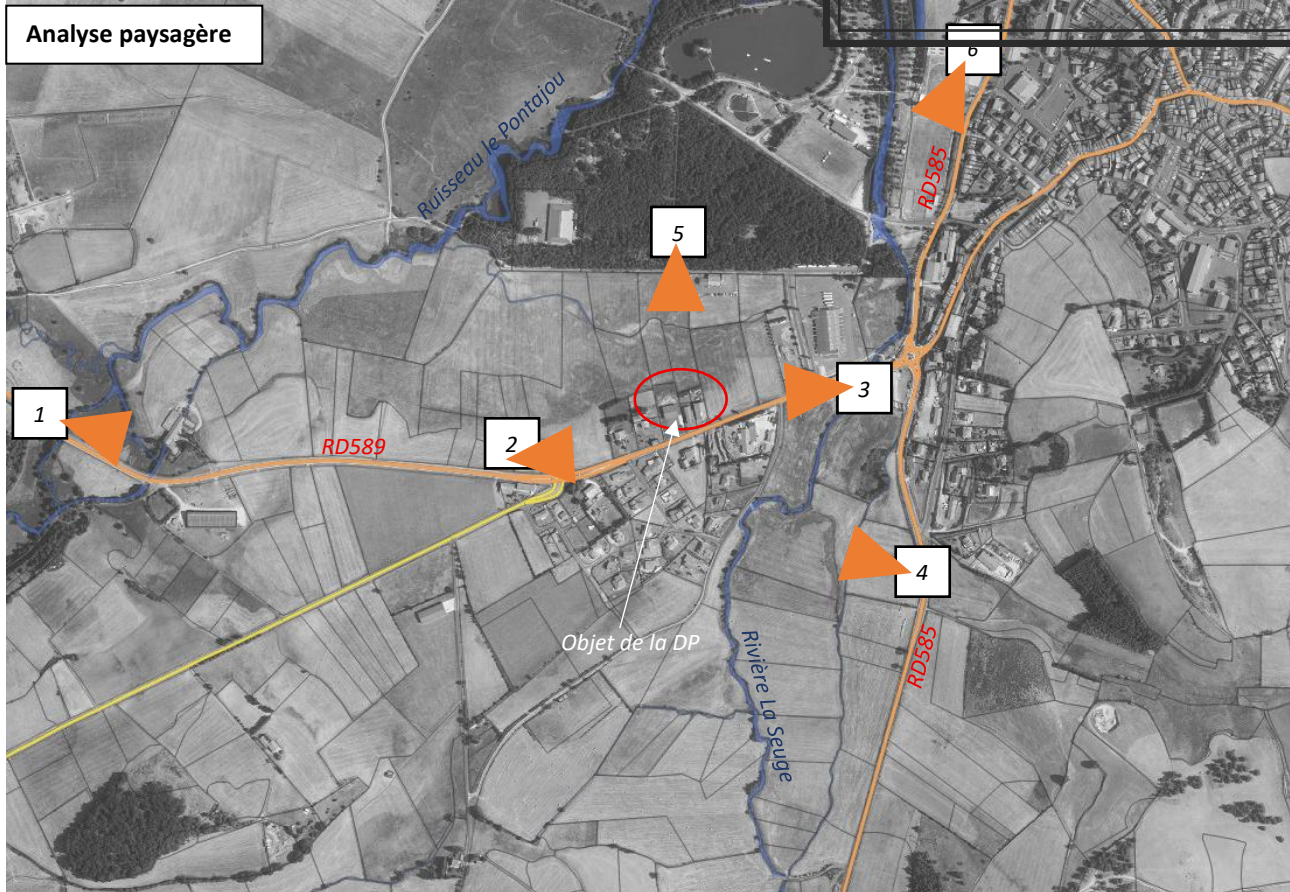 Analyse paysagère
6
Ruisseau le Pontajou
RD585
5
1
3
2
RD589
4
Objet de la DP
Rivière La Seuge
RD585